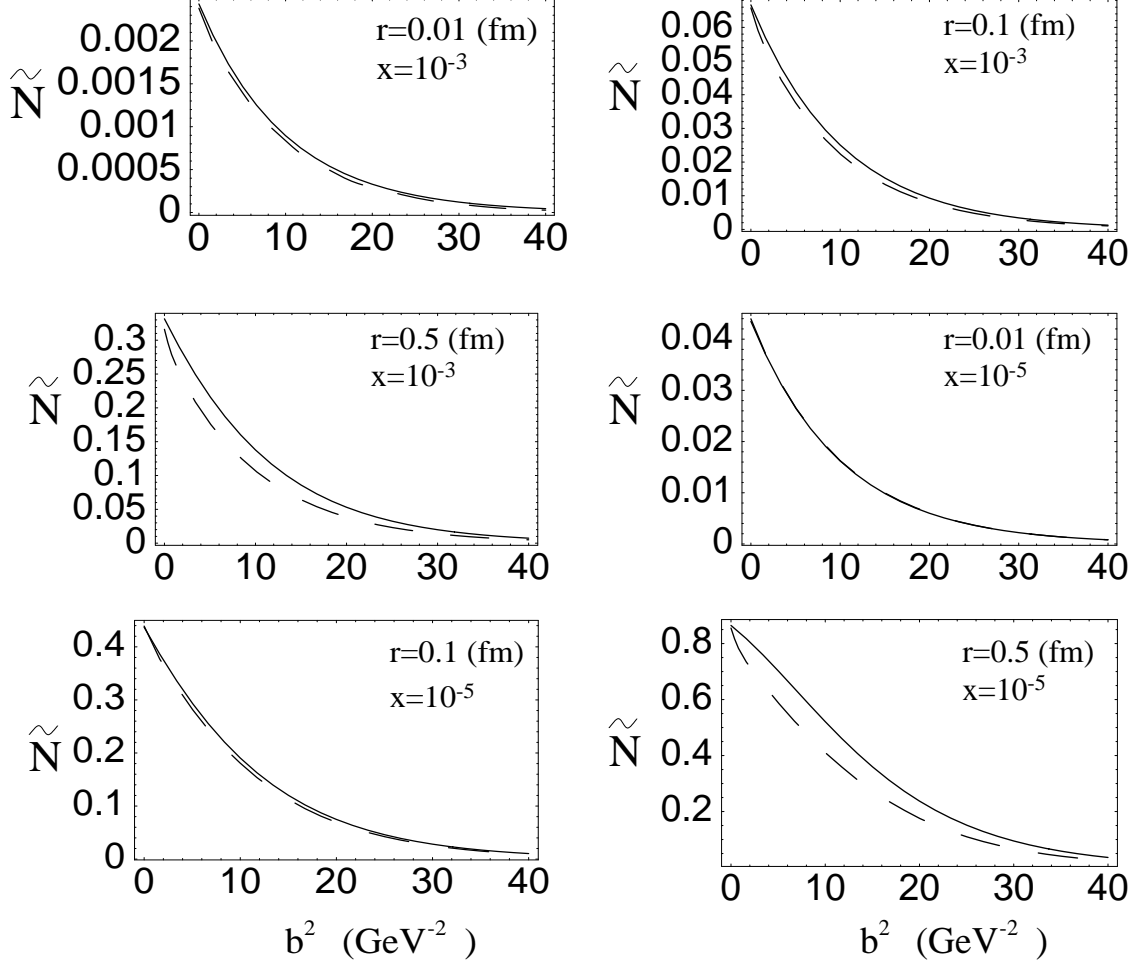 0.002
0.0015
0.001
0.0005
0
Ñ
r=0.01 (fm)
x=10⁻³
0 10 20 30 40
0.06
0.05
0.04
0.03
0.02
0.01
0
Ñ
r=0.1 (fm)
x=10⁻³
0 10 20 30 40
0.3
0.25
0.2
0.15
0.1
0.05
0
Ñ
r=0.5 (fm)
x=10⁻³
0 10 20 30 40
0.04
0.04
0.02
0.01
0
Ñ
r=0.01 (fm)
x=10⁻⁵
0 10 20 30 40
0.4
0.3
0.2
0.1
0
Ñ
r=0.1 (fm)
x=10⁻⁵
0 10 20 30 40
b² (GeV⁻²)
0.8
0.6
0.4
0.2
Ñ
r=0.5 (fm)
x=10⁻⁵
0 10 20 30 40
b² (GeV⁻²)